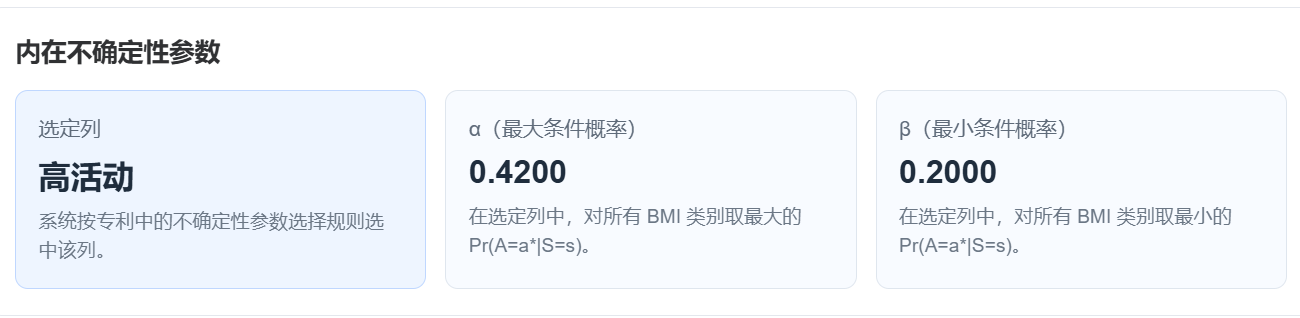 内在不确定性参数
选定列
高活动
系统按专利中的不确定性参数选择规则选
中该列。
α（最大条件概率）
0.4200
在选定列中，对所有 BMI 类别取最大的
Pr(A=a*|S=s)。
β（最小条件概率）
0.2000
在选定列中，对所有 BMI 类别取最小的
Pr(A=a*|S=s)。